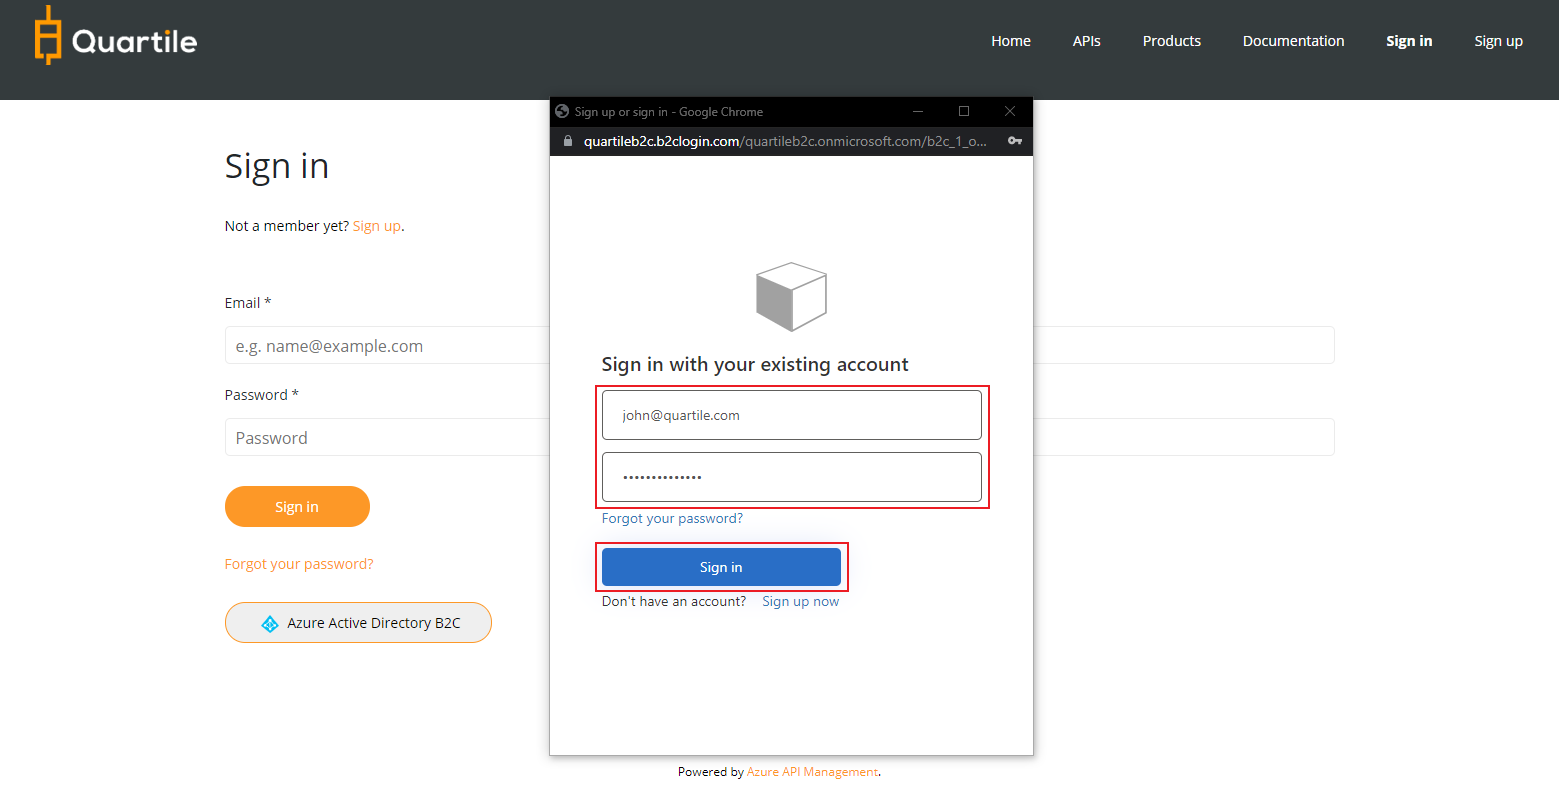 Quartile
Home APIs Products Documentation Sign in Sign up
Sign up or sign in - Google Chrome
quartileb2c.b2clogin.com/quartileb2c.onmicrosoft.com/b2c_1_o...
Sign in
Not a member yet? Sign up.
Email *
e.g. name@example.com
Password *
Password
Sign in
Forgot your password?
Azure Active Directory B2C
Sign in with your existing account
john@quartile.com
••••••••••••••
Forgot your password?
Sign in
Don't have an account? Sign up now
Powered by Azure API Management.